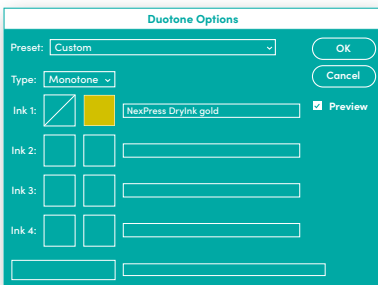 Duotone Options
Preset: Custom
OK
Type: Monotone
Cancel
Ink 1: NexPress DryInk gold
Preview
Ink 2:
Ink 3:
Ink 4: